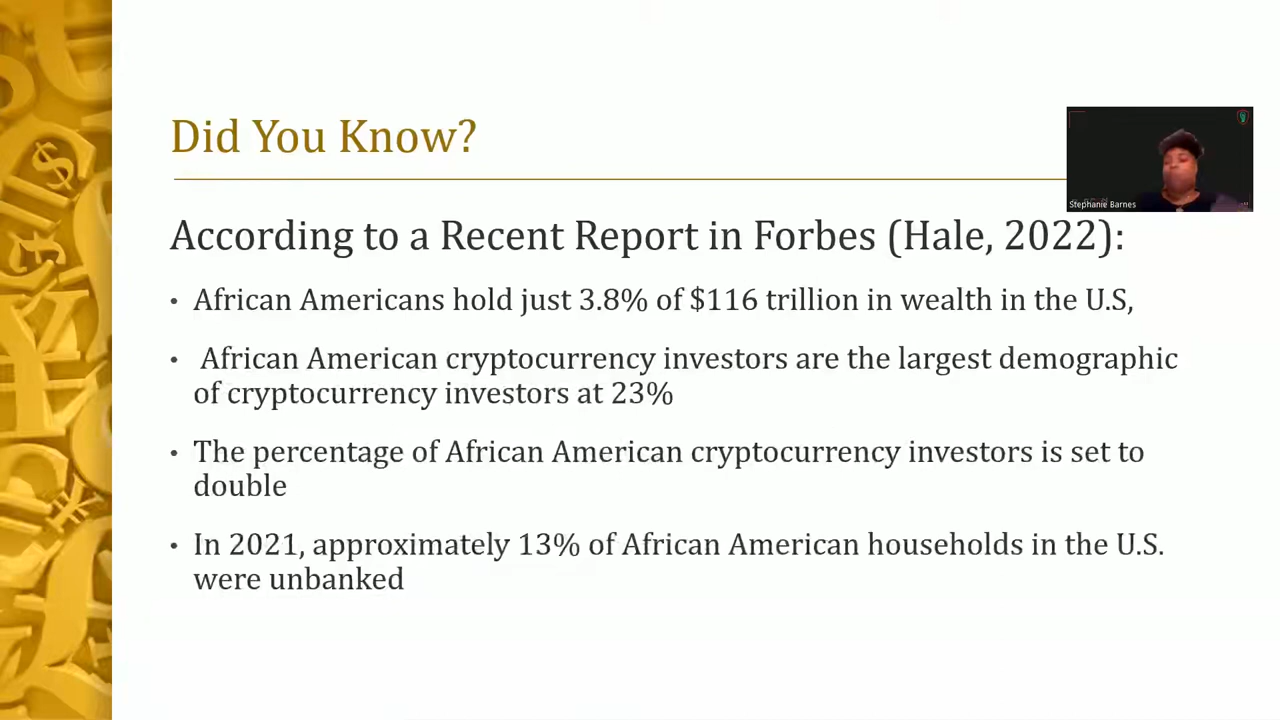 Did You Know?
Stephanie Barnes
According to a Recent Report in Forbes (Hale, 2022):
• African Americans hold just 3.8% of $116 trillion in wealth in the U.S,
• African American cryptocurrency investors are the largest demographic
of cryptocurrency investors at 23%
• The percentage of African American cryptocurrency investors is set to
double
• In 2021, approximately 13% of African American households in the U.S.
were unbanked